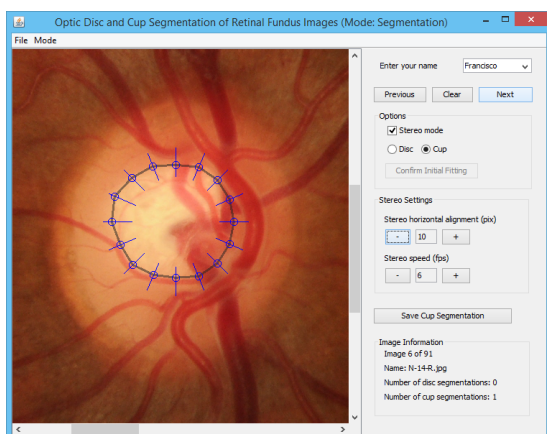 Optic Disc and Cup Segmentation of Retinal Fundus Images (Mode: Segmentation)
File Mode
Enter your name Francisco
Previous Clear Next
Options
Stereo mode
Disc Cup
Confirm Initial Fitting
Stereo Settings
Stereo horizontal alignment (pix)
- 10 +
Stereo speed (fps)
- 6 +
Save Cup Segmentation
Image Information
Image 6 of 91
Name: N-14-R.jpg
Number of disc segmentations: 0
Number of cup segmentations: 1